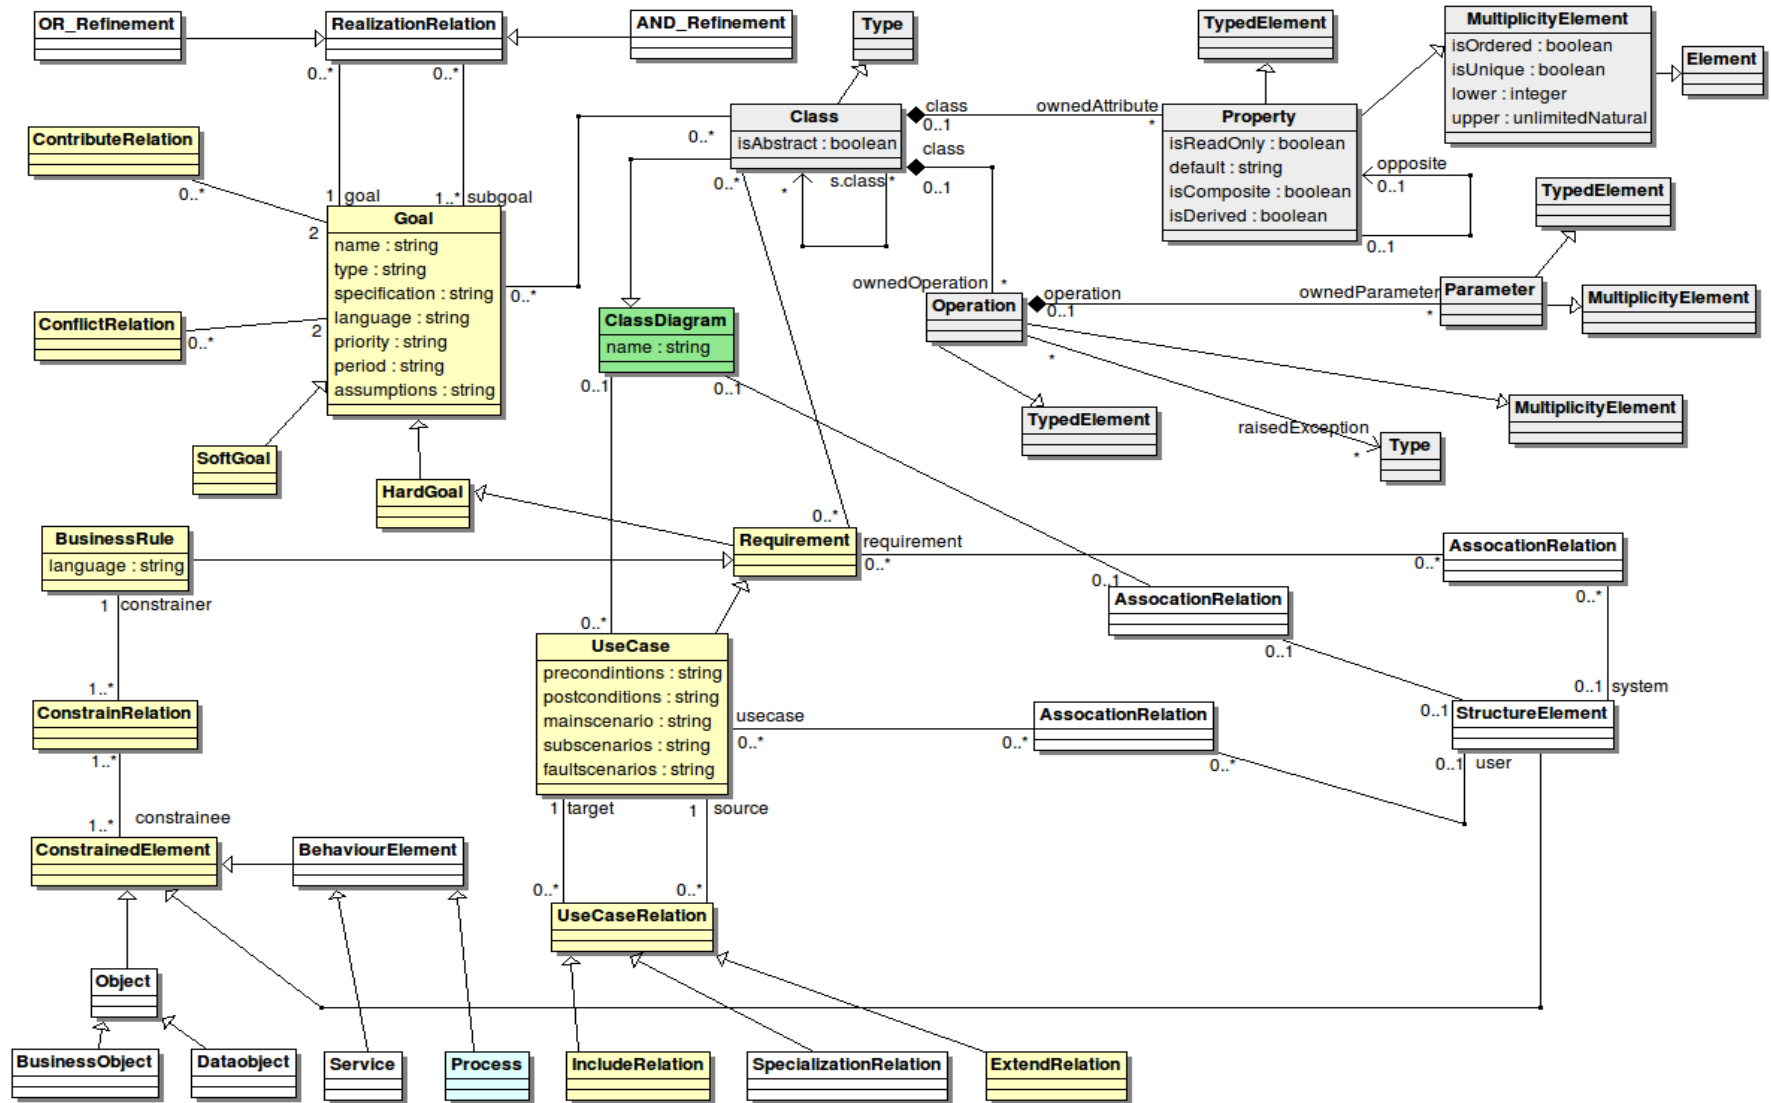 OR_Refinement
RealizationRelation
AND_Refinement
Type
TypedElement
MultiplicityElement
isOrdered : boolean
isUnique : boolean
lower : integer
upper : unlimitedNatural
Element
0..*
0..*
ContributeRelation
0..*
Class
isAbstract : boolean
0..*
0..*
class
0..1
ownedAttribute
*
class
0..1
s.class
*
*
Property
isReadOnly : boolean
default : string
isComposite : boolean
isDerived : boolean
opposite
0..1
0..1
TypedElement
1
goal
1..*
subgoal
2
Goal
name : string
type : string
specification : string
language : string
priority : string
period : string
assumptions : string
0..*
ConflictRelation
0..*
2
ClassDiagram
name : string
0..1
0..1
ownedOperation
*
Operation
operation
0..1
ownedParameter
*
Parameter
MultiplicityElement
*
TypedElement
raisedException
*
Type
MultiplicityElement
SoftGoal
HardGoal
BusinessRule
language : string
0..*
Requirement
requirement
0..*
0..*
AssocationRelation
0..*
0..1
AssocationRelation
0..1
1
constrainer
0..*
UseCase
precondintions : string
postconditions : string
mainscenario : string
subscenarios : string
faultscenarios : string
1..*
ConstrainRelation
1..*
usecase
0..*
0..*
AssocationRelation
0..*
0..1
system
0..1
StructureElement
0..1
user
1..*
constrainee
1
target
1
source
ConstrainedElement
BehaviourElement
0..*
0..*
UseCaseRelation
Object
BusinessObject
Dataobject
Service
Process
IncludeRelation
SpecializationRelation
ExtendRelation